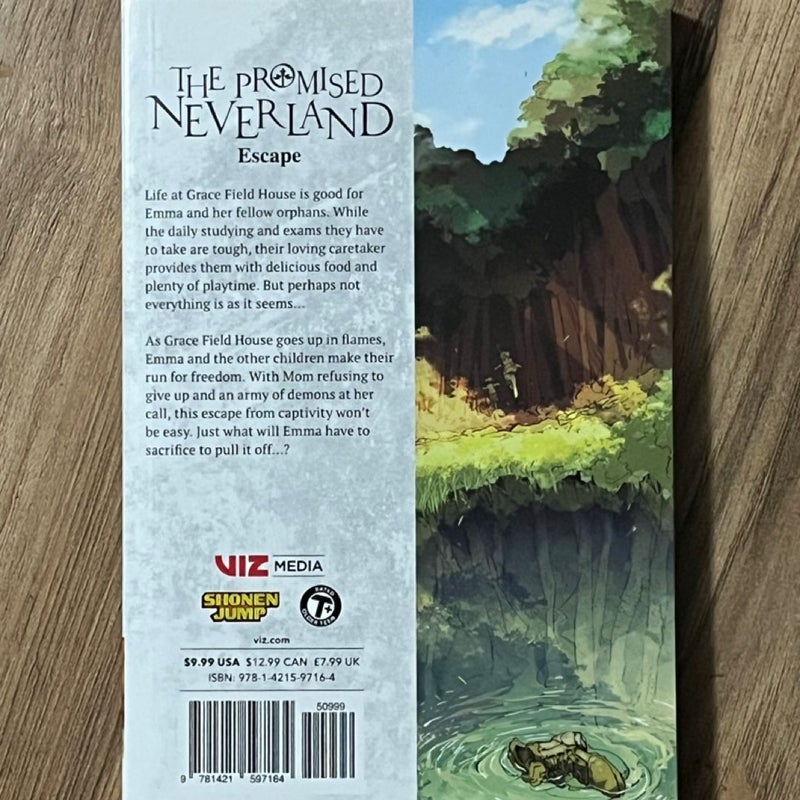 THE PROMISED
NEVERLAND
Escape
Life at Grace Field House is good for
Emma and her fellow orphans. While
the daily studying and exams they have
to take are tough, their loving caretaker
provides them with delicious food and
plenty of playtime. But perhaps not
everything is as it seems...
As Grace Field House goes up in flames,
Emma and the other children make their
run for freedom. With Mom refusing to
give up and an army of demons at her
call, this escape from captivity won't
be easy. Just what will Emma have to
sacrifice to pull it off...?
VIZ MEDIA
SHONEN
JUMP
RATED
T+
OLDER TEEN
viz.com
$9.99 USA $12.99 CAN £7.99 UK
ISBN: 978-1-4215-9716-4
50999
9 781421 597164